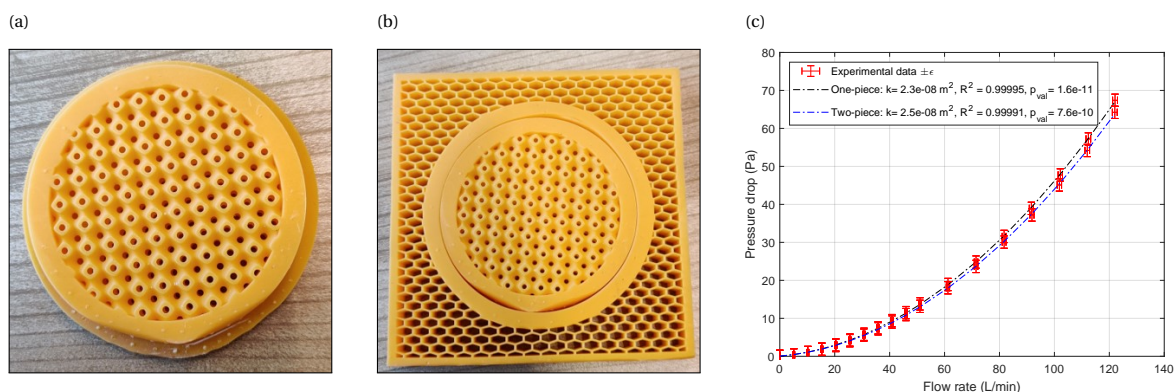 (a)
(b)
(c)
80
70
60
50
40
30
20
10
0
Pressure drop (Pa)
Experimental data ±ϵ
One-piece: k= 2.3e-08 m², R² = 0.99995, p_val= 1.6e-11
Two-piece: k= 2.5e-08 m², R² = 0.99991, p_val= 7.6e-10
0 20 40 60 80 100 120 140
Flow rate (L/min)